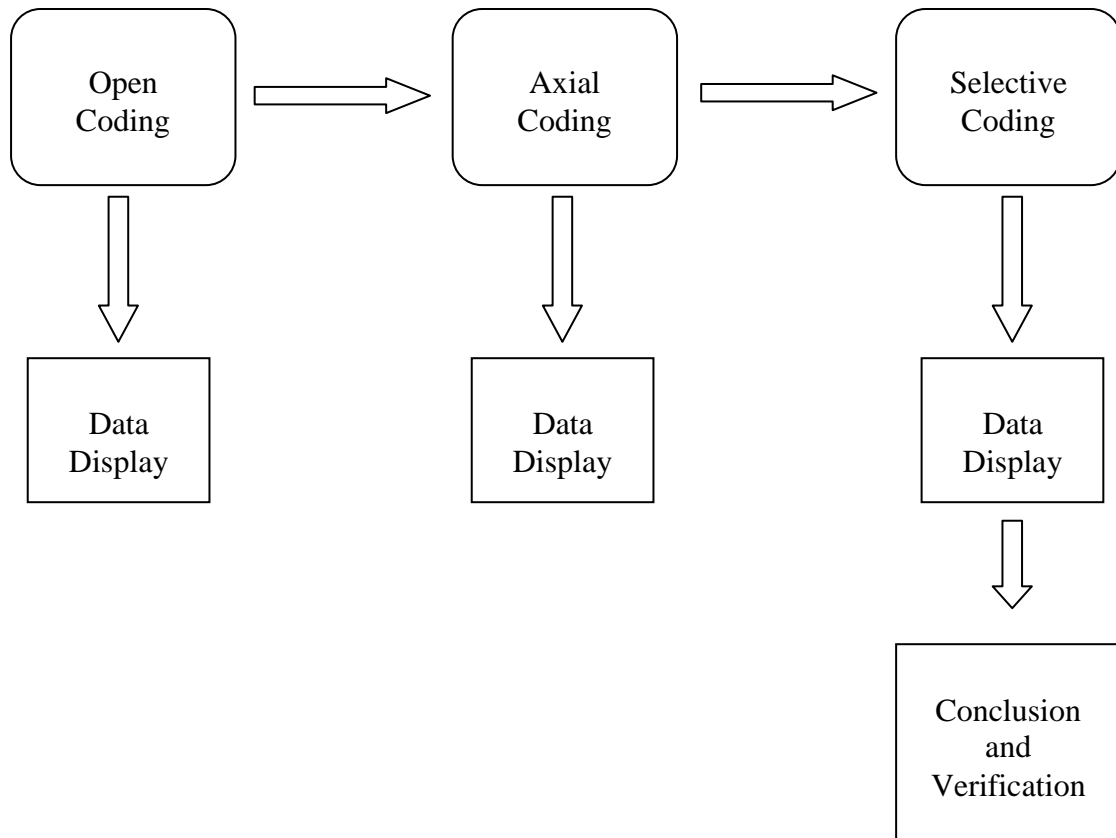 Open
Coding
Axial
Coding
Selective
Coding
Data
Display
Data
Display
Data
Display
Conclusion
and
Verification